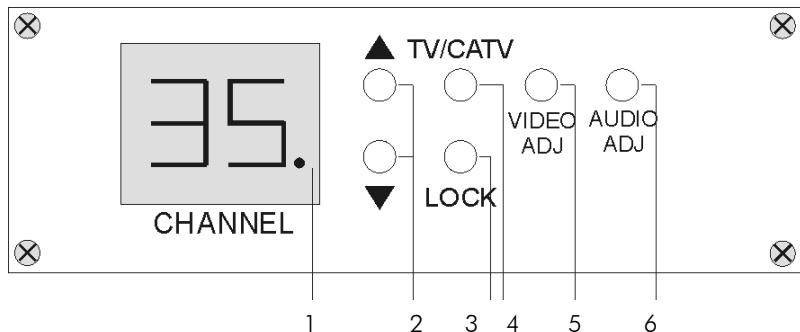 ▲ TV/CATV
35.
VIDEO ADJ
AUDIO ADJ
▼ LOCK
CHANNEL
1 2 3 4 5 6